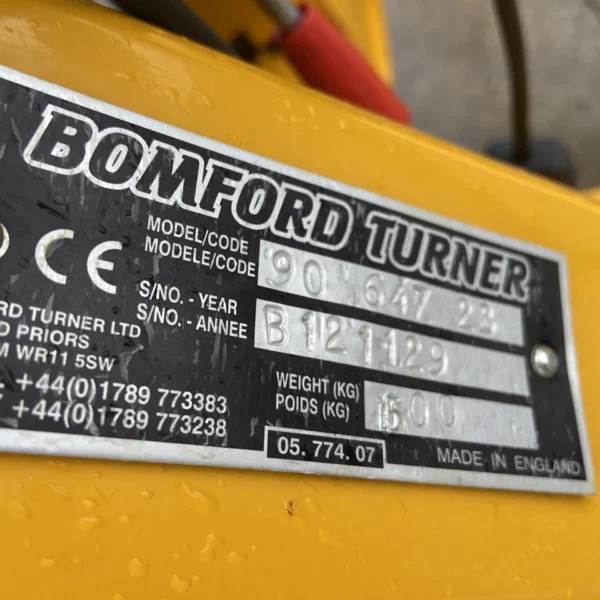 BOMFORD TURNER
CE
MODEL/CODE
MODELE/CODE
90 647 23
S/NO. - YEAR
S/NO. - ANNEE
B 121129
RD TURNER LTD
D PRIORS
M WR11 5SW
+44(0)1789 773383
+44(0)1789 773238
WEIGHT (KG)
POIDS (KG)
600
05. 774. 07
MADE IN ENGLAND